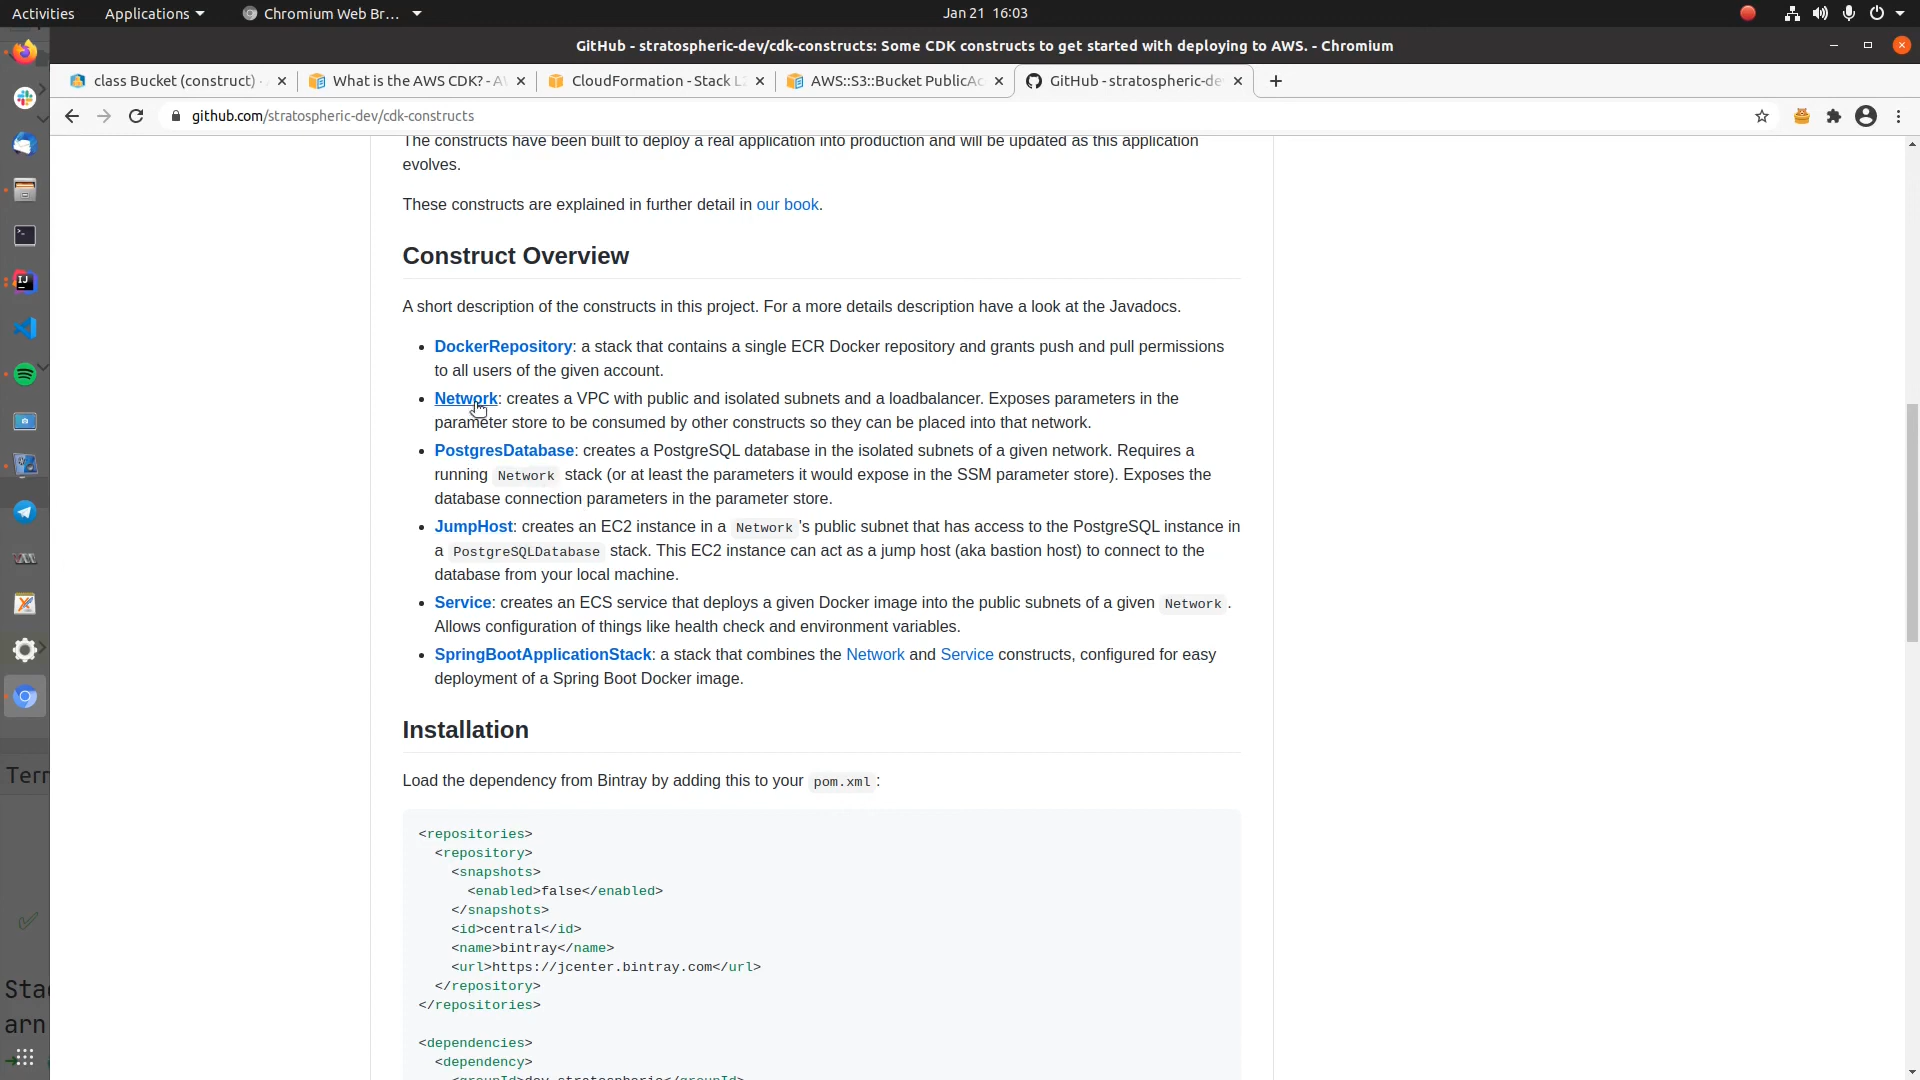 Activities
Applications
Chromium Web Br...
Jan 21 16:03
GitHub - stratospheric-dev/cdk-constructs: Some CDK constructs to get started with deploying to AWS. - Chromium
class Bucket (construct) ·
What is the AWS CDK? - A
CloudFormation - Stack
AWS::S3::Bucket PublicAc
GitHub - stratospheric-de
github.com/stratospheric-dev/cdk-constructs
The constructs have been built to deploy a real application into production and will be updated as this application
evolves.
These constructs are explained in further detail in our book.
Construct Overview
A short description of the constructs in this project. For a more details description have a look at the Javadocs.
• DockerRepository: a stack that contains a single ECR Docker repository and grants push and pull permissions
to all users of the given account.
• Network: creates a VPC with public and isolated subnets and a loadbalancer. Exposes parameters in the
parameter store to be consumed by other constructs so they can be placed into that network.
• PostgresDatabase: creates a PostgreSQL database in the isolated subnets of a given network. Requires a
running Network stack (or at least the parameters it would expose in the SSM parameter store). Exposes the
database connection parameters in the parameter store.
• JumpHost: creates an EC2 instance in a Network 's public subnet that has access to the PostgreSQL instance in
a PostgreSQLDatabase stack. This EC2 instance can act as a jump host (aka bastion host) to connect to the
database from your local machine.
• Service: creates an ECS service that deploys a given Docker image into the public subnets of a given Network .
Allows configuration of things like health check and environment variables.
• SpringBootApplicationStack: a stack that combines the Network and Service constructs, configured for easy
deployment of a Spring Boot Docker image.
Installation
Load the dependency from Bintray by adding this to your pom.xml :
<repositories>
<repository>
<snapshots>
<enabled>false</enabled>
</snapshots>
<id>central</id>
<name>bintray</name>
<url>https://jcenter.bintray.com</url>
</repository>
</repositories>
<dependencies>
<dependency>
<groupId>dev.stratospheric</groupId>
Terr
Sta
arn
IJ